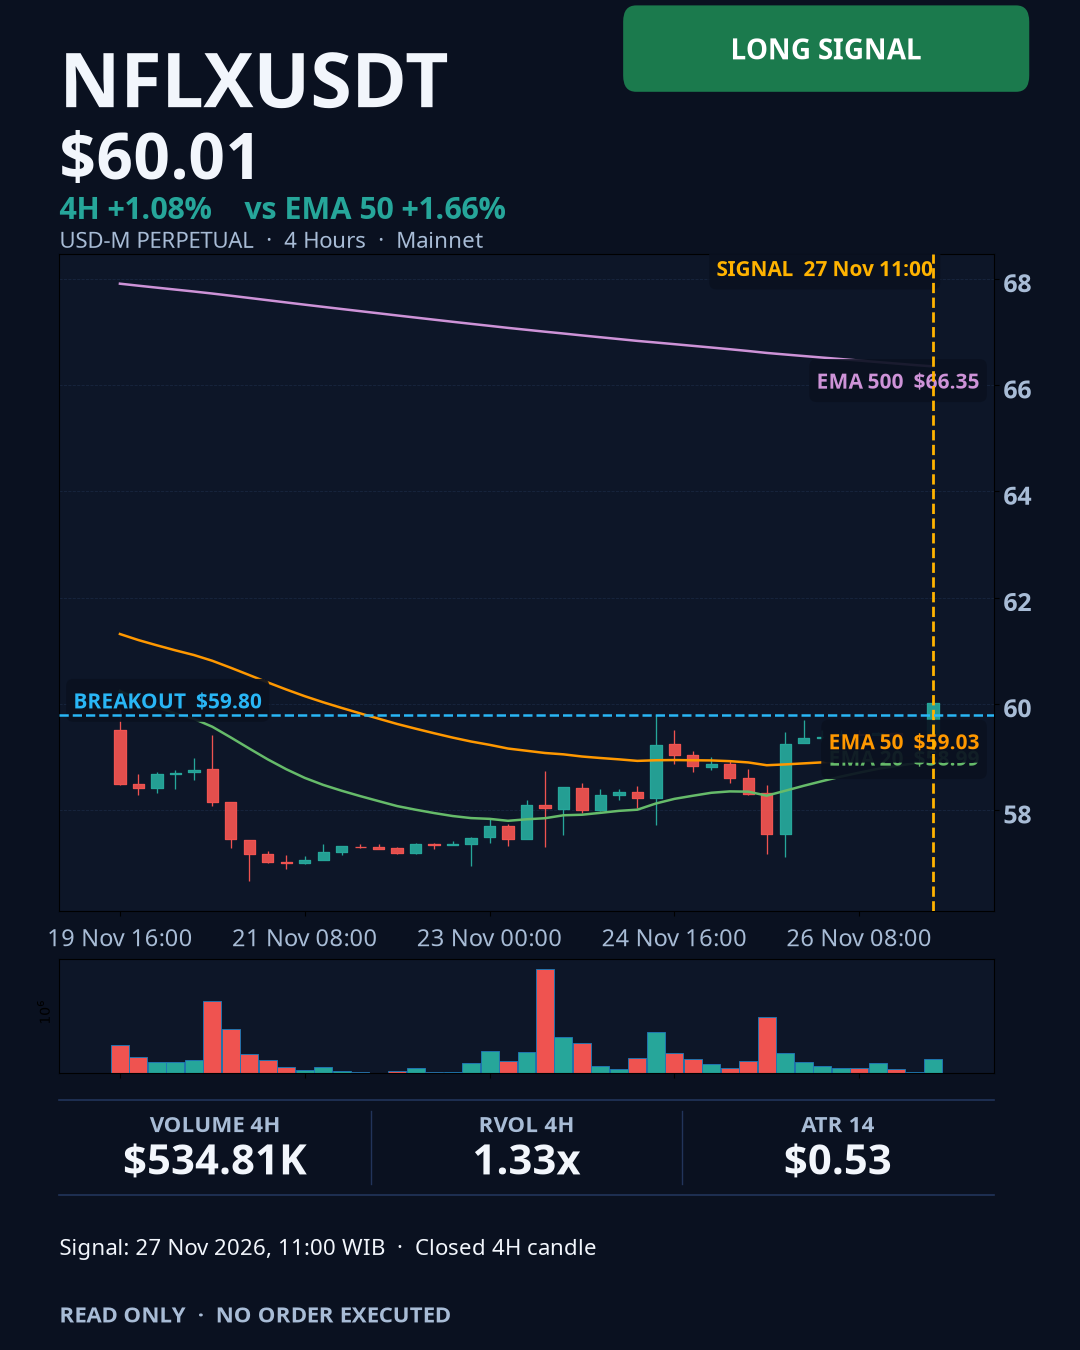 LONG SIGNAL
NFLXUSDT
$60.01
4H +1.08% vs EMA 50 +1.66%
USD-M PERPETUAL · 4 Hours · Mainnet
SIGNAL 27 Nov 11:00
68
EMA 500 $66.35
66
64
62
BREAKOUT $59.80
60
EMA 50 $59.03
EMA 20
58
19 Nov 16:00 21 Nov 08:00 23 Nov 00:00 24 Nov 16:00 26 Nov 08:00
10⁶
VOLUME 4H RVOL 4H ATR 14
$534.81K 1.33x $0.53
Signal: 27 Nov 2026, 11:00 WIB · Closed 4H candle
READ ONLY · NO ORDER EXECUTED